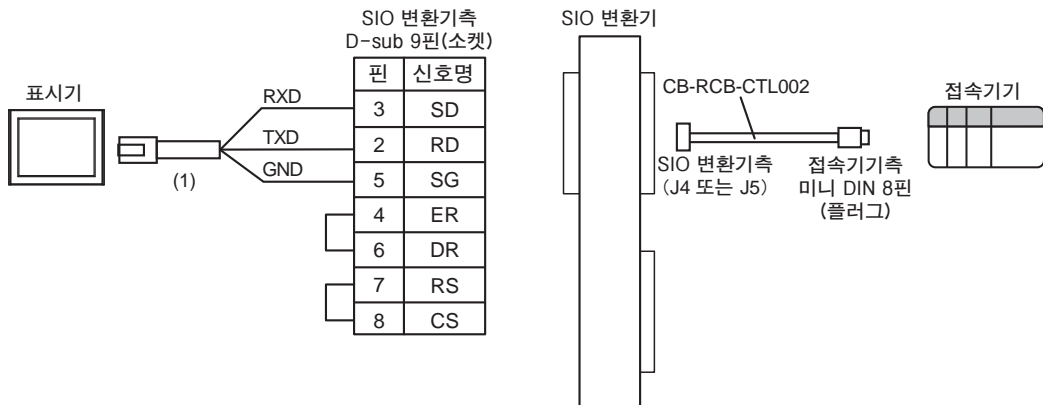 SIO 변환기측
D-sub 9핀(소켓)
SIO 변환기
핀 신호명
표시기
RXD
3 SD
TXD
2 RD
GND
5 SG
(1)
4 ER
6 DR
7 RS
8 CS
CB-RCB-CTL002
접속기기
SIO 변환기측
(J4 또는 J5)
접속기기측
미니 DIN 8핀
(플러그)